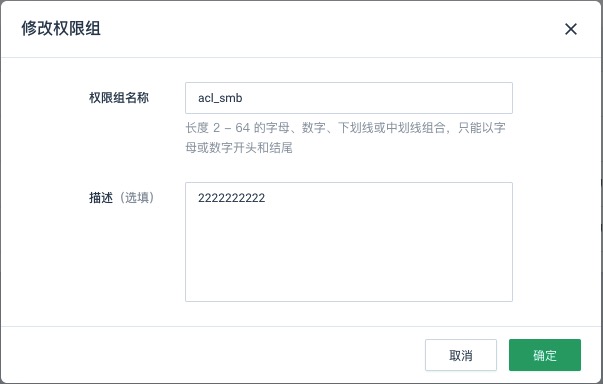 修改权限组
权限组名称
acl_smb
长度 2 - 64 的字母、数字、下划线或中划线组合，只能以字
母或数字开头和结尾
描述（选填）
2222222222
取消
确定